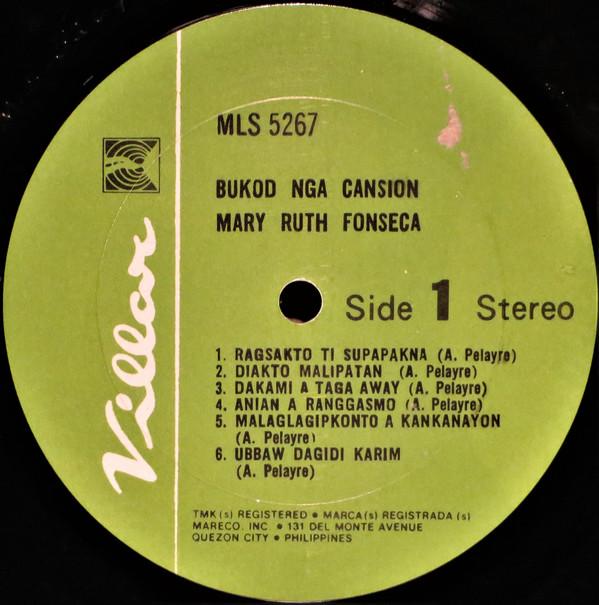 MLS 5267
BUKOD NGA CANSION
MARY RUTH FONSECA
Villar
Side 1 Stereo
1. RAGSAKTO TI SUPAPAKNA (A. Pelayre)
2. DIAKTO MALIPATAN (A. Pelayre)
3. DAKAMI A TAGA AWAY (A. Pelayre)
4. ANIAN A RANGGASMO (A. Pelayre)
5. MALAGLAGIPKONTO A KANKANAYON
(A. Pelayre)
6. UBBAW DAGIDI KARIM
(A. Pelayre)
TMK (s) REGISTERED ● MARCA (s) REGISTRADA (s)
MARECO. INC. ● 131 DEL MONTE AVENUE
QUEZON CITY ● PHILIPPINES